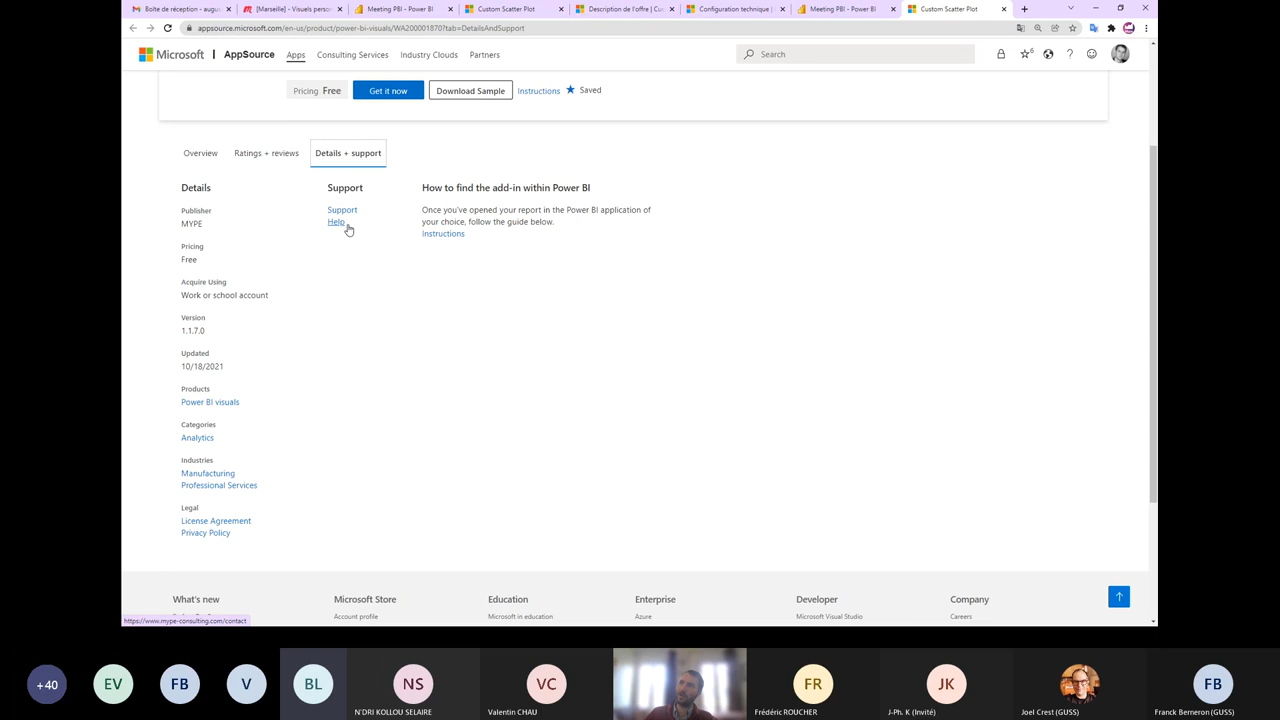 Boîte de réception - augus
[Marseille] - Visuels perso
Meeting PBI - Power BI
Custom Scatter Plot
Description de l'offre | Cu
Configuration technique |
Meeting PBI - Power BI
Custom Scatter Plot
appsource.microsoft.com/en-us/product/power-bi-visuals/WA200001870?tab=DetailsAndSupport
Microsoft | AppSource Apps Consulting Services Industry Clouds Partners Search
Pricing Free Get it now Download Sample Instructions Saved
Overview Ratings + reviews Details + support
Details
Publisher
MYPE
Pricing
Free
Acquire Using
Work or school account
Version
1.1.7.0
Updated
10/18/2021
Products
Power BI visuals
Categories
Analytics
Industries
Manufacturing
Professional Services
Legal
License Agreement
Privacy Policy
Support
Support
Help
How to find the add-in within Power BI
Once you've opened your report in the Power BI application of
your choice, follow the guide below.
Instructions
What's new Microsoft Store Education Enterprise Developer Company
Account profile Microsoft in education Azure Microsoft Visual Studio Careers
https://www.mype-consulting.com/contact
+40 EV FB V BL NS VC FR JK FB
N'DRI KOLLOU SELAIRE Valentin CHAU Frédéric ROUCHER J-Ph. K (Invité) Joel Crest (GUSS) Franck Berneron (GUSS)